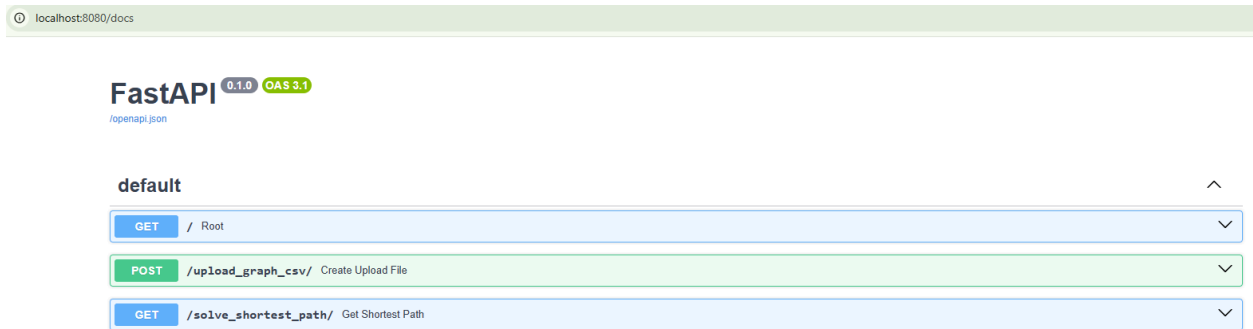 localhost:8080/docs
FastAPI 0.1.0 OAS 3.1
/openapi.json
default
GET / Root
POST /upload_graph_csv/ Create Upload File
GET /solve_shortest_path/ Get Shortest Path